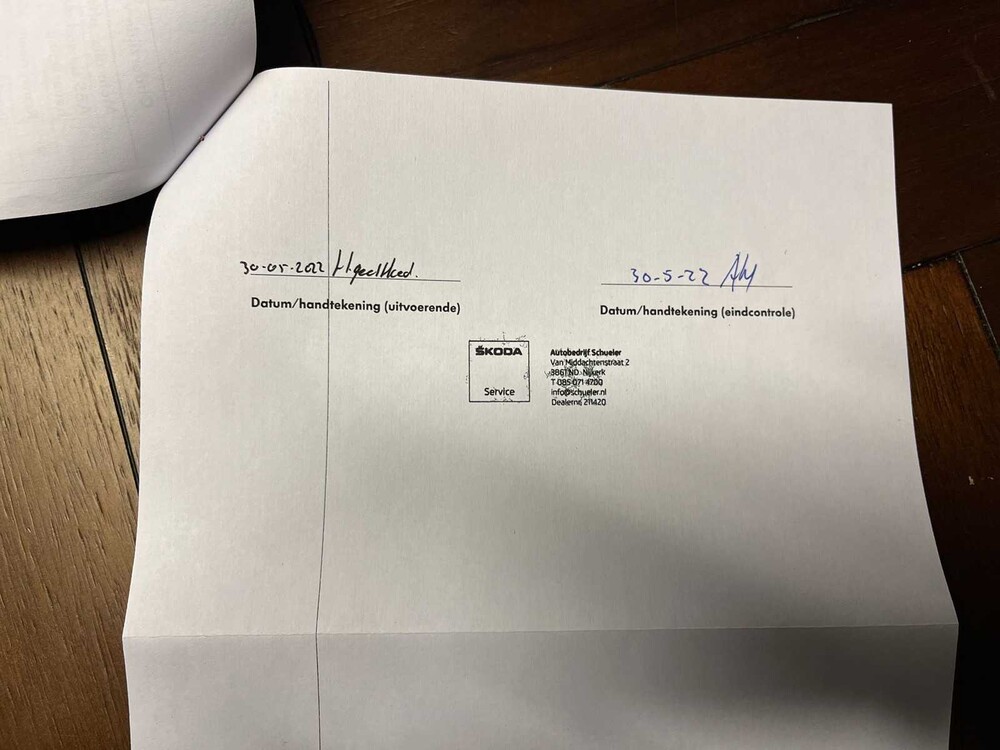 30-05-2022
30-5-22
Datum/handtekening (uitvoerende)
Datum/handtekening (eindcontrole)
ŠKODA
Service
Autobedrijf Schueler
Van Middachtenstraat 2
3861 ND Nijkerk
T 085 071 4700
info@schueler.nl
Dealernr. 211420